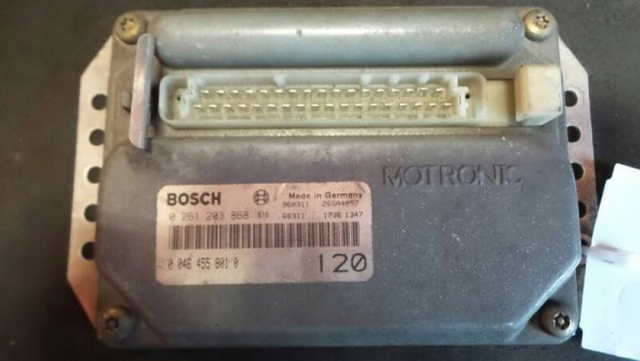 MOTRONIC
BOSCH Made in Germany
0 261 203 868
0 046 455 801 0
120